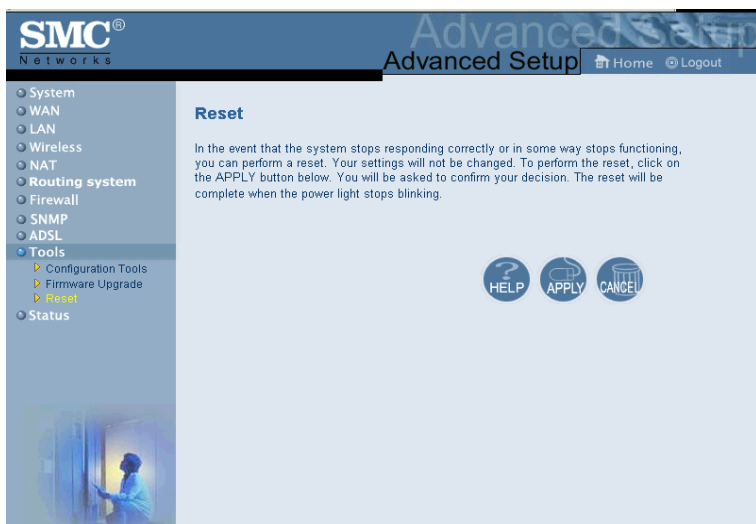 SMC®
Networks
Advanced Setup
Advanced Setup
Home
Logout
System
WAN
LAN
Wireless
NAT
Routing system
Firewall
SNMP
ADSL
Tools
Configuration Tools
Firmware Upgrade
Reset
Status
Reset
In the event that the system stops responding correctly or in some way stops functioning,
you can perform a reset. Your settings will not be changed. To perform the reset, click on
the APPLY button below. You will be asked to confirm your decision. The reset will be
complete when the power light stops blinking.
HELP
APPLY
CANCEL